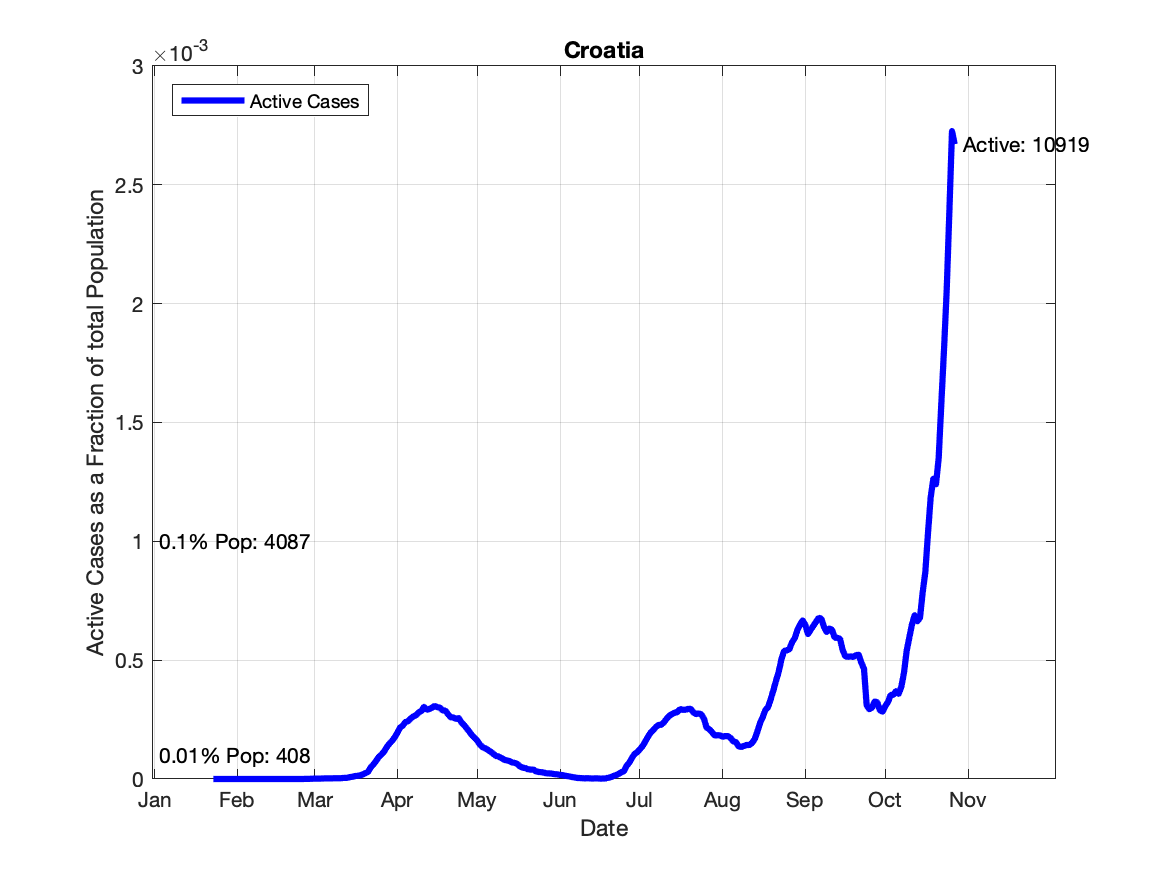 Croatia
×10-3
3
2.5
2
1.5
1
0.5
0
Active Cases
Active: 10919
0.1% Pop: 4087
0.01% Pop: 408
Active Cases as a Fraction of total Population
Jan Feb Mar Apr May Jun Jul Aug Sep Oct Nov
Date